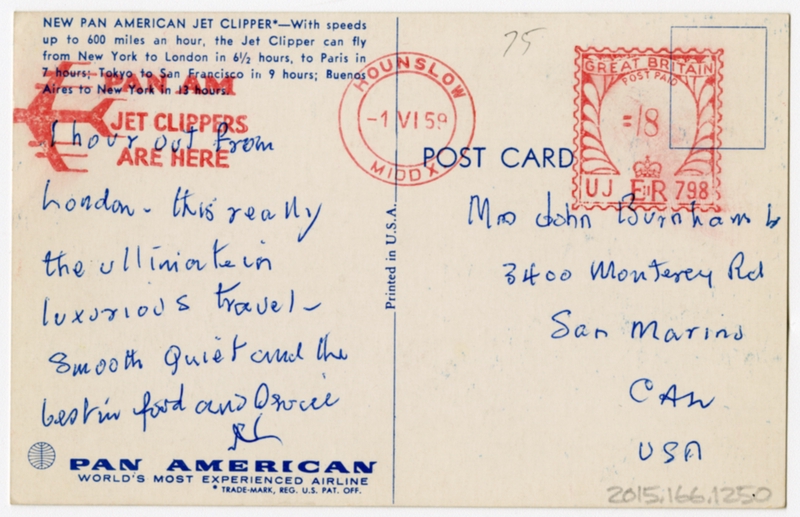 NEW PAN AMERICAN JET CLIPPER*—With speeds
up to 600 miles an hour, the Jet Clipper can fly
from New York to London in 6½ hours, to Paris in
7 hours; Tokyo to San Francisco in 9 hours; Buenos
Aires to New York in 13 hours.
PAN AM
JET CLIPPERS
ARE HERE
1 hour out from
London - this really
the ultimate in
luxurious travel -
Smooth Quiet and the
best in food and
PAN AMERICAN
WORLD'S MOST EXPERIENCED AIRLINE
* TRADE-MARK, REG. U.S. PAT. OFF.
Printed in U.S.A.
HOUNSLOW
-1 VI 59
MIDDX
75
GREAT BRITAIN
POST PAID
=/8
UJ EIIR 798
POST CARD
Mrs John Burnham
3400 Monterey Rd
San Marino
CAL
USA
2015.166.1250